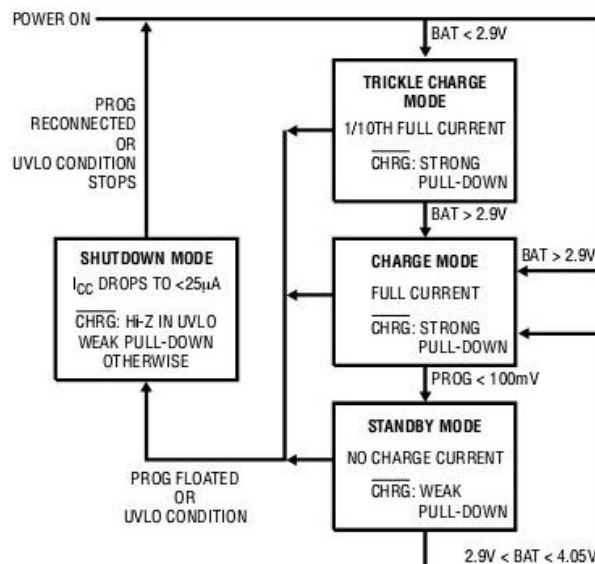 POWER ON
BAT < 2.9V
TRICKLE CHARGE
MODE
1/10TH FULL CURRENT
CHRG: STRONG
PULL-DOWN
PROG
RECONNECTED
OR
UVLO CONDITION
STOPS
BAT > 2.9V
SHUTDOWN MODE
ICC DROPS TO <25µA
CHRG: Hi-Z IN UVLO
WEAK PULL-DOWN
OTHERWISE
CHARGE MODE
FULL CURRENT
CHRG: STRONG
PULL-DOWN
BAT > 2.9V
PROG < 100mV
STANDBY MODE
NO CHARGE CURRENT
CHRG: WEAK
PULL-DOWN
PROG FLOATED
OR
UVLO CONDITION
2.9V < BAT < 4.05V